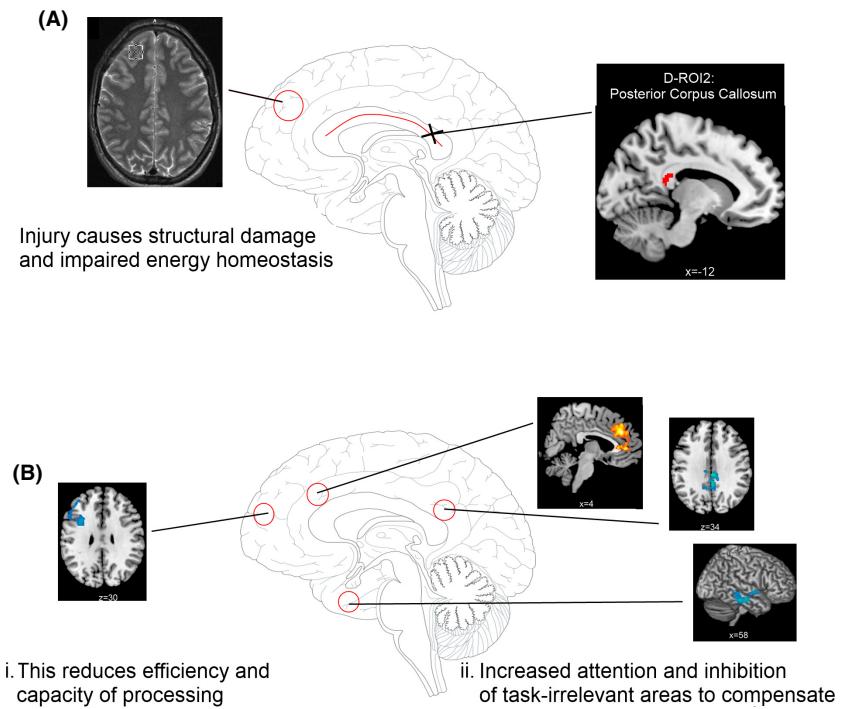 (A)
D-ROI2:
Posterior Corpus Callosum
x=-12
Injury causes structural damage
and impaired energy homeostasis
(B)
x=4
z=34
z=30
x=58
i. This reduces efficiency and
capacity of processing
ii. Increased attention and inhibition
of task-irrelevant areas to compensate